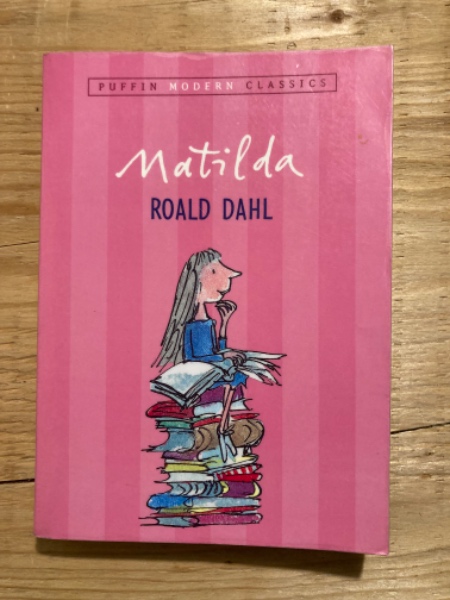 PUFFIN MODERN CLASSICS
Matilda
ROALD DAHL